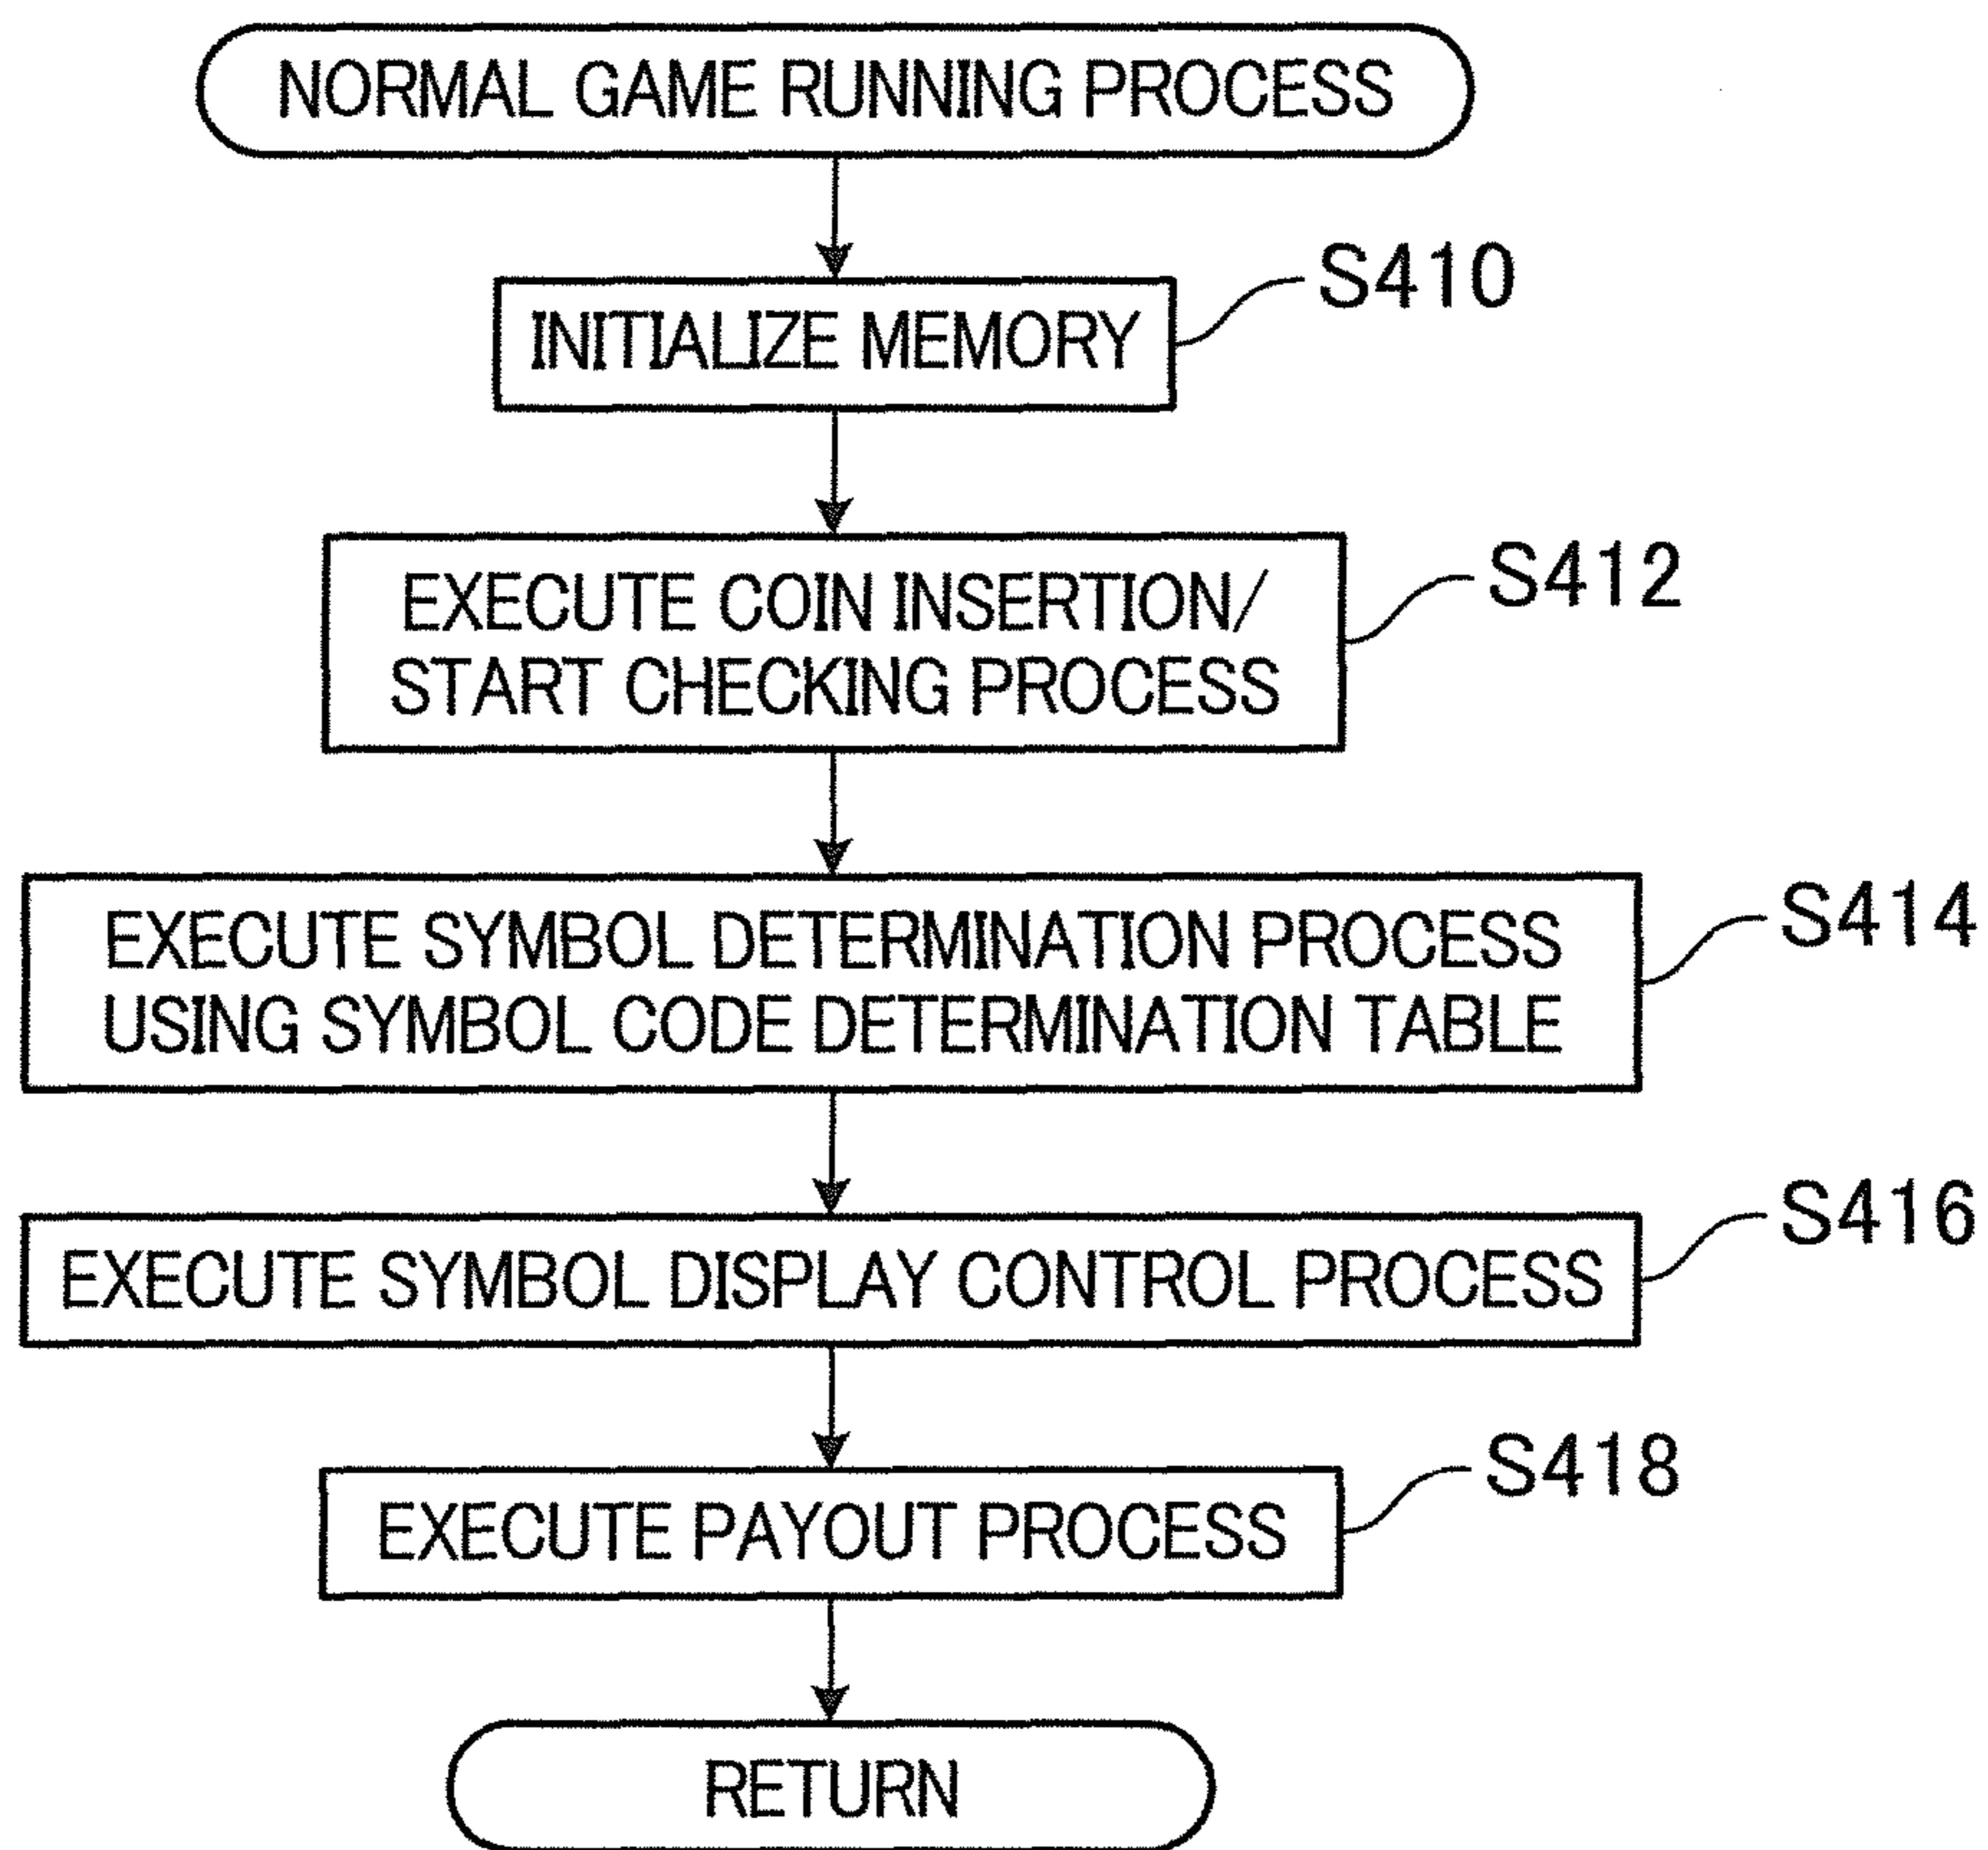 NORMAL GAME RUNNING PROCESS
S410
INITIALIZE MEMORY
S412
EXECUTE COIN INSERTION/
START CHECKING PROCESS
S414
EXECUTE SYMBOL DETERMINATION PROCESS
USING SYMBOL CODE DETERMINATION TABLE
S416
EXECUTE SYMBOL DISPLAY CONTROL PROCESS
S418
EXECUTE PAYOUT PROCESS
RETURN